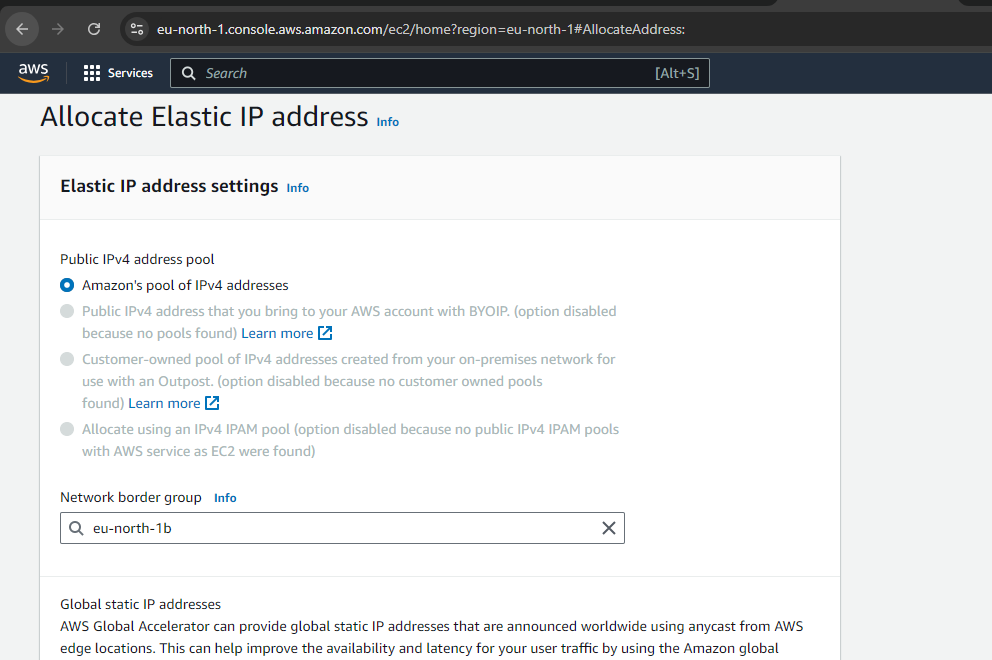 eu-north-1.console.aws.amazon.com/ec2/home?region=eu-north-1#AllocateAddress:
aws Services Search [Alt+S]
Allocate Elastic IP address Info
Elastic IP address settings Info
Public IPv4 address pool
Amazon's pool of IPv4 addresses
Public IPv4 address that you bring to your AWS account with BYOIP. (option disabled
because no pools found) Learn more
Customer-owned pool of IPv4 addresses created from your on-premises network for
use with an Outpost. (option disabled because no customer owned pools
found) Learn more
Allocate using an IPv4 IPAM pool (option disabled because no public IPv4 IPAM pools
with AWS service as EC2 were found)
Network border group Info
eu-north-1b
Global static IP addresses
AWS Global Accelerator can provide global static IP addresses that are announced worldwide using anycast from AWS
edge locations. This can help improve the availability and latency for your user traffic by using the Amazon global